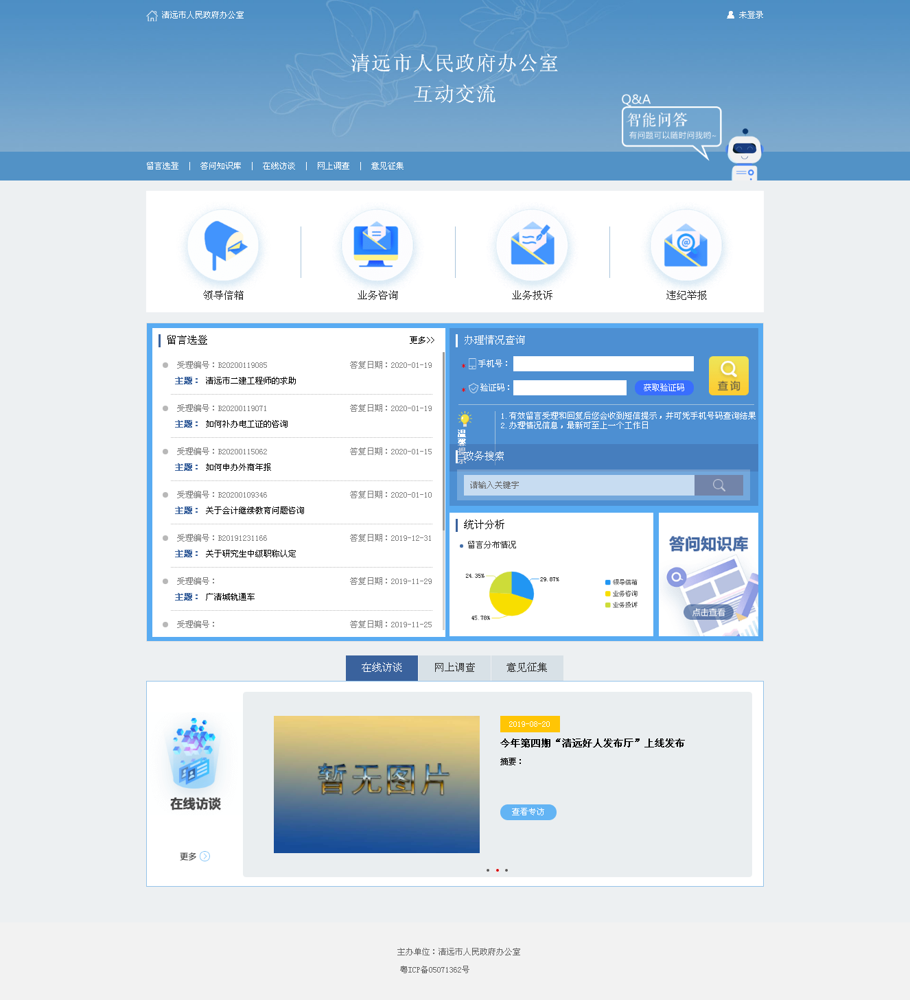 清远市人民政府办公室
未登录
清远市人民政府办公室
互动交流
Q&A
智能问答
有问题可以随时问我哟~
留言选登 | 答问知识库 | 在线访谈 | 网上调查 | 意见征集
领导信箱
业务咨询
业务投诉
违纪举报
留言选登
更多>>
受理编号：B20200119085 答复日期：2020-01-19
主题： 清远市二建工程师的求助
受理编号：B20200119071 答复日期：2020-01-19
主题： 如何补办电工证的咨询
受理编号：B20200115062 答复日期：2020-01-15
主题： 如何申办外商年报
受理编号：B20200109346 答复日期：2020-01-10
主题： 关于会计继续教育问题咨询
受理编号：B20191231166 答复日期：2019-12-31
主题： 关于研究生中级职称认定
受理编号： 答复日期：2019-11-29
主题： 广清城轨通车
受理编号： 答复日期：2019-11-25
办理情况查询
* 手机号：
* 验证码：
获取验证码
查询
温馨提示
1. 有效留言受理和回复后您会收到短信提示，并可凭手机号码查询结果
2. 办理情况信息，最新可至上一个工作日
政务搜索
请输入关键字
统计分析
留言分布情况
24.35%
29.87%
45.78%
领导信箱
业务咨询
业务投诉
答问知识库
点击查看
在线访谈
网上调查
意见征集
在线访谈
更多
暂无图片
2019-08-20
今年第四期“清远好人发布厅”上线发布
摘要：
查看专访
主办单位：清远市人民政府办公室
粤ICP备05071362号